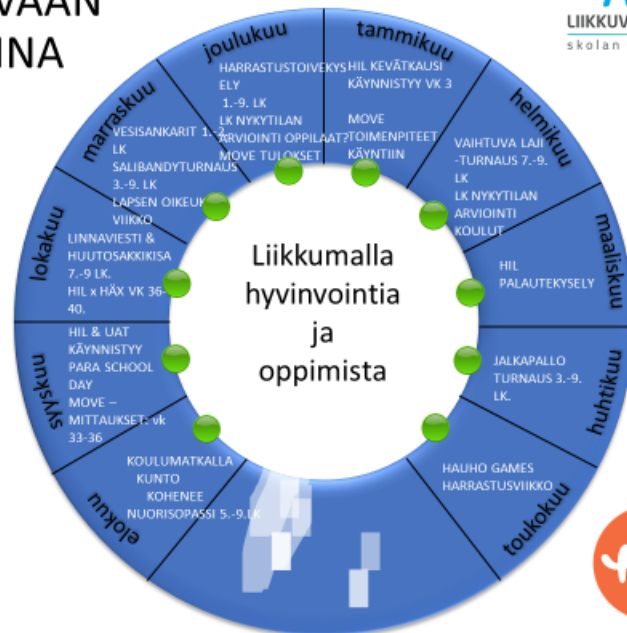 VAAN
INA
LIIKKUV
skolan
joulukuu
HARRASTUSTOIVEKYS
ELY
1.-9. LK
LK NYKYTILAN
ARVIOINTI OPPILAAT?
MOVE TULOKSET
tammikuu
HIL KEVÄTKAUSI
KÄYNNISTYY VK 3
MOVE
TOIMENPITEET
KÄYNTIIN
helmikuu
VAIHTUVA LAJI
-TURNAUS 7.-9.
LK
LK NYKYTILAN
ARVIOINTI
KOULUT
maaliskuu
HIL
PALAUTEKYSELY
huhtikuu
JALKAPALLO
TURNAUS 3.-9.
LK.
toukokuu
HAUHO GAMES
HARRASTUSVIIKKO
elokuu
KOULUMATKALLA
KUNTO
KOHENEE
NUORISOPASSI 5.-9.LK
syyskuu
HIL & UAT
KÄYNNISTYY
PARA SCHOOL
DAY
MOVE –
MITTAUKSET: vk
33-36
lokakuu
LINNAVIESTI &
HUUTOSAKKIKISA
7.-9 LK.
HIL x HÄX VK 36-
40.
marraskuu
VESISANKARIT 1.-2.
LK
SALIBANDYTURNAUS
3.-9. LK
LAPSEN OIKEUK
VIIKKO
Liikkumalla
hyvinvointia
ja
oppimista